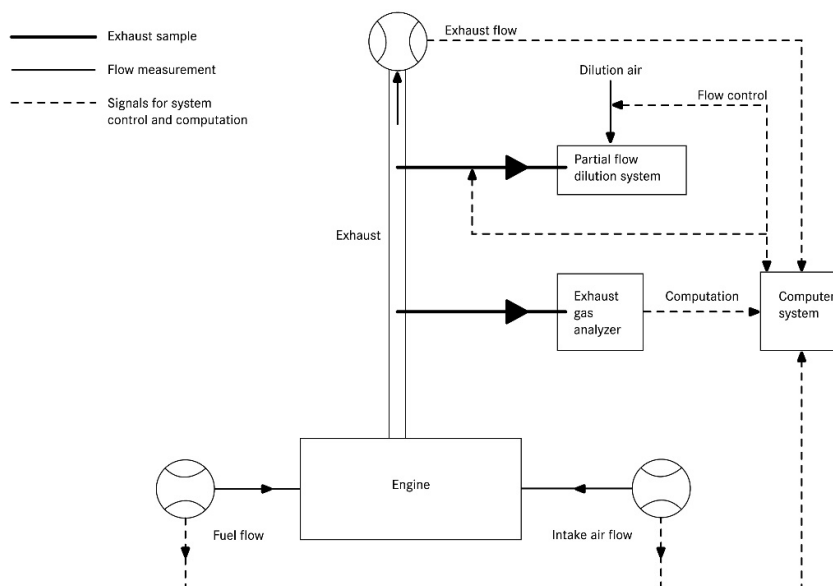 Exhaust sample
Flow measurement
Signals for system
control and computation
Exhaust flow
Dilution air
Flow control
Partial flow
dilution system
Exhaust
Exhaust
gas
analyzer
Computation
Computer
system
Engine
Fuel flow
Intake air flow